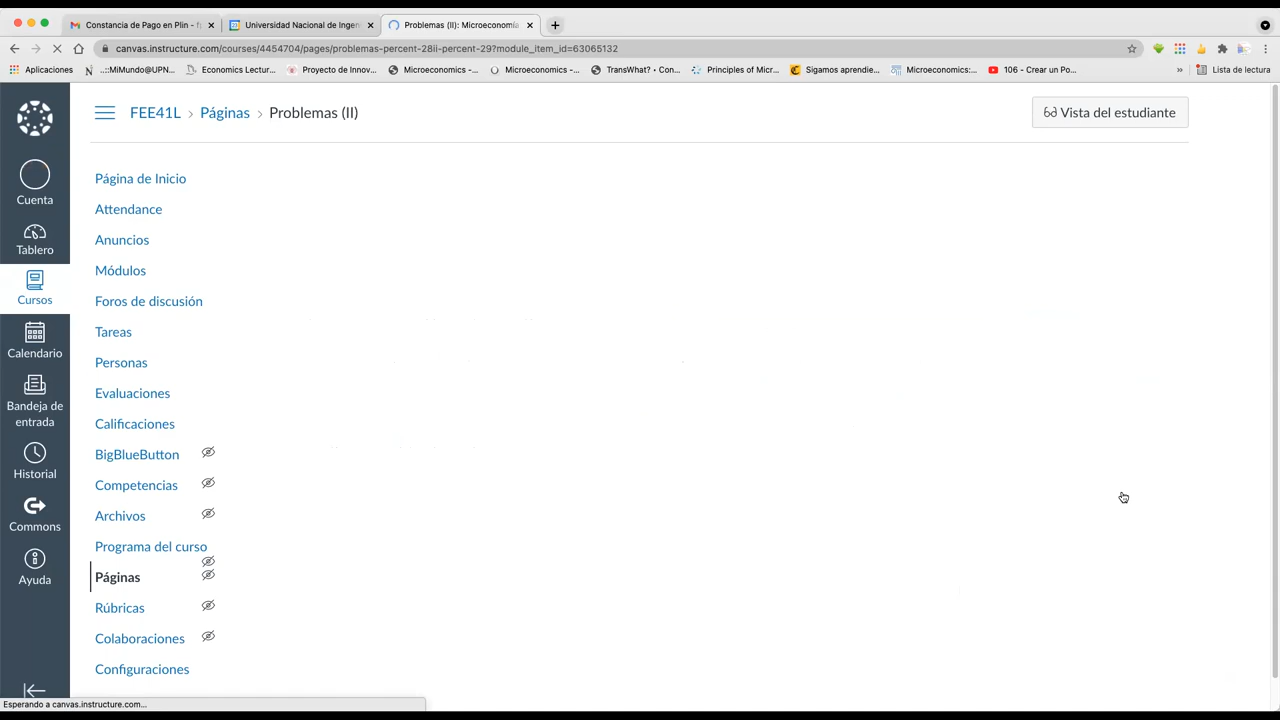 Constancia de Pago en Plin - f
Universidad Nacional de Ingen
Problemas (II): Microeconomía
canvas.instructure.com/courses/4454704/pages/problemas-percent-28ii-percent-29?module_item_id=63065132
Aplicaciones
..:::MiMundo@UPN...
Economics Lectur...
Proyecto de Innov...
Microeconomics -...
Microeconomics -...
TransWhat? • Con...
Principles of Micr...
Sigamos aprendie...
Microeconomics:...
106 - Crear un Po...
»
Lista de lectura
FEE41L › Páginas › Problemas (II)
Vista del estudiante
Cuenta
Tablero
Cursos
Calendario
Bandeja de
entrada
Historial
Commons
Ayuda
Página de Inicio
Attendance
Anuncios
Módulos
Foros de discusión
Tareas
Personas
Evaluaciones
Calificaciones
BigBlueButton
Competencias
Archivos
Programa del curso
Páginas
Rúbricas
Colaboraciones
Configuraciones
Esperando a canvas.instructure.com...